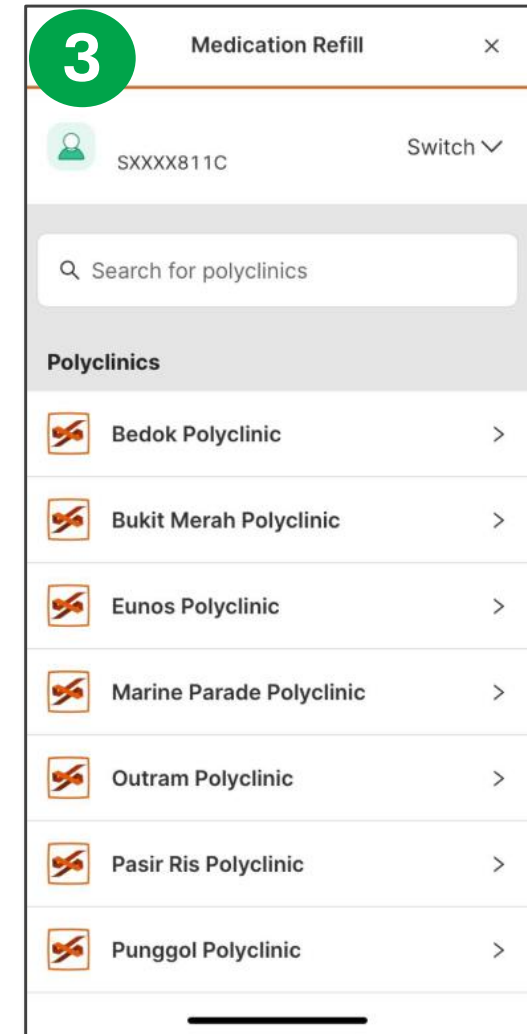 3
Medication Refill
SXXXX811C
Switch
Search for polyclinics
Polyclinics
Bedok Polyclinic
Bukit Merah Polyclinic
Eunos Polyclinic
Marine Parade Polyclinic
Outram Polyclinic
Pasir Ris Polyclinic
Punggol Polyclinic